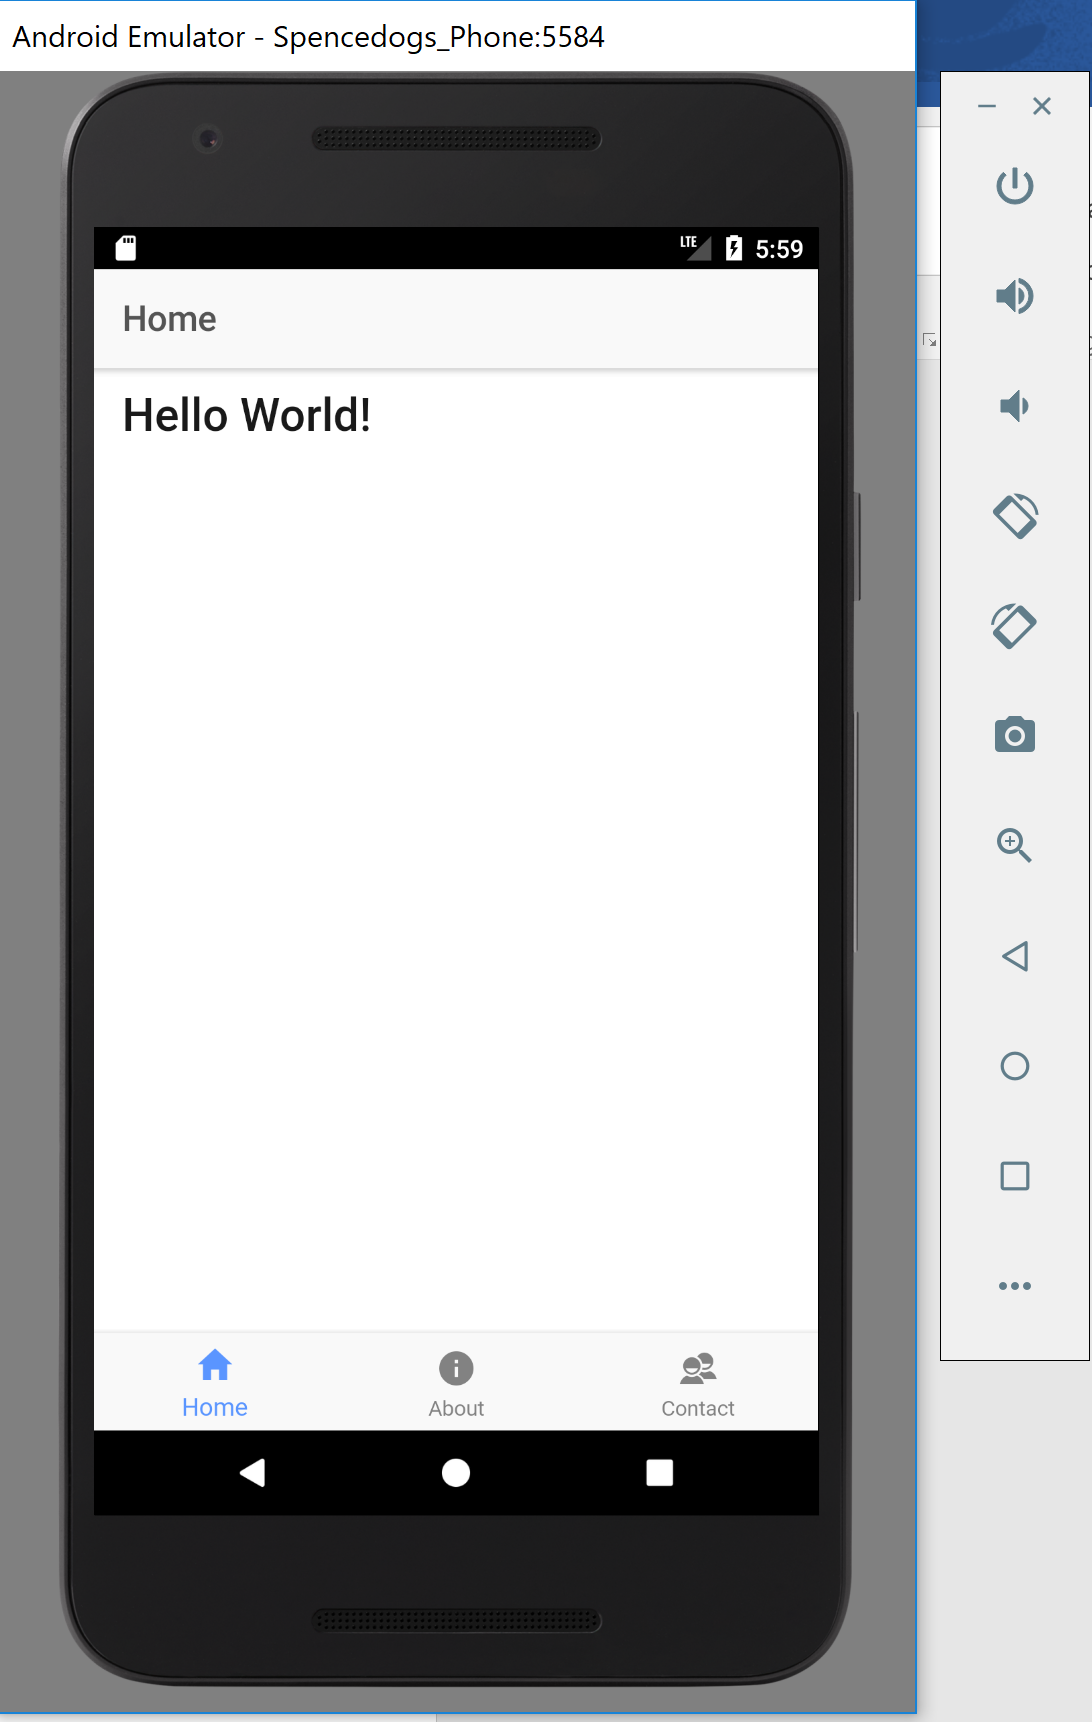 Android Emulator - Spencedogs_Phone:5584
LTE 5:59
Home
Hello World!
Home About Contact